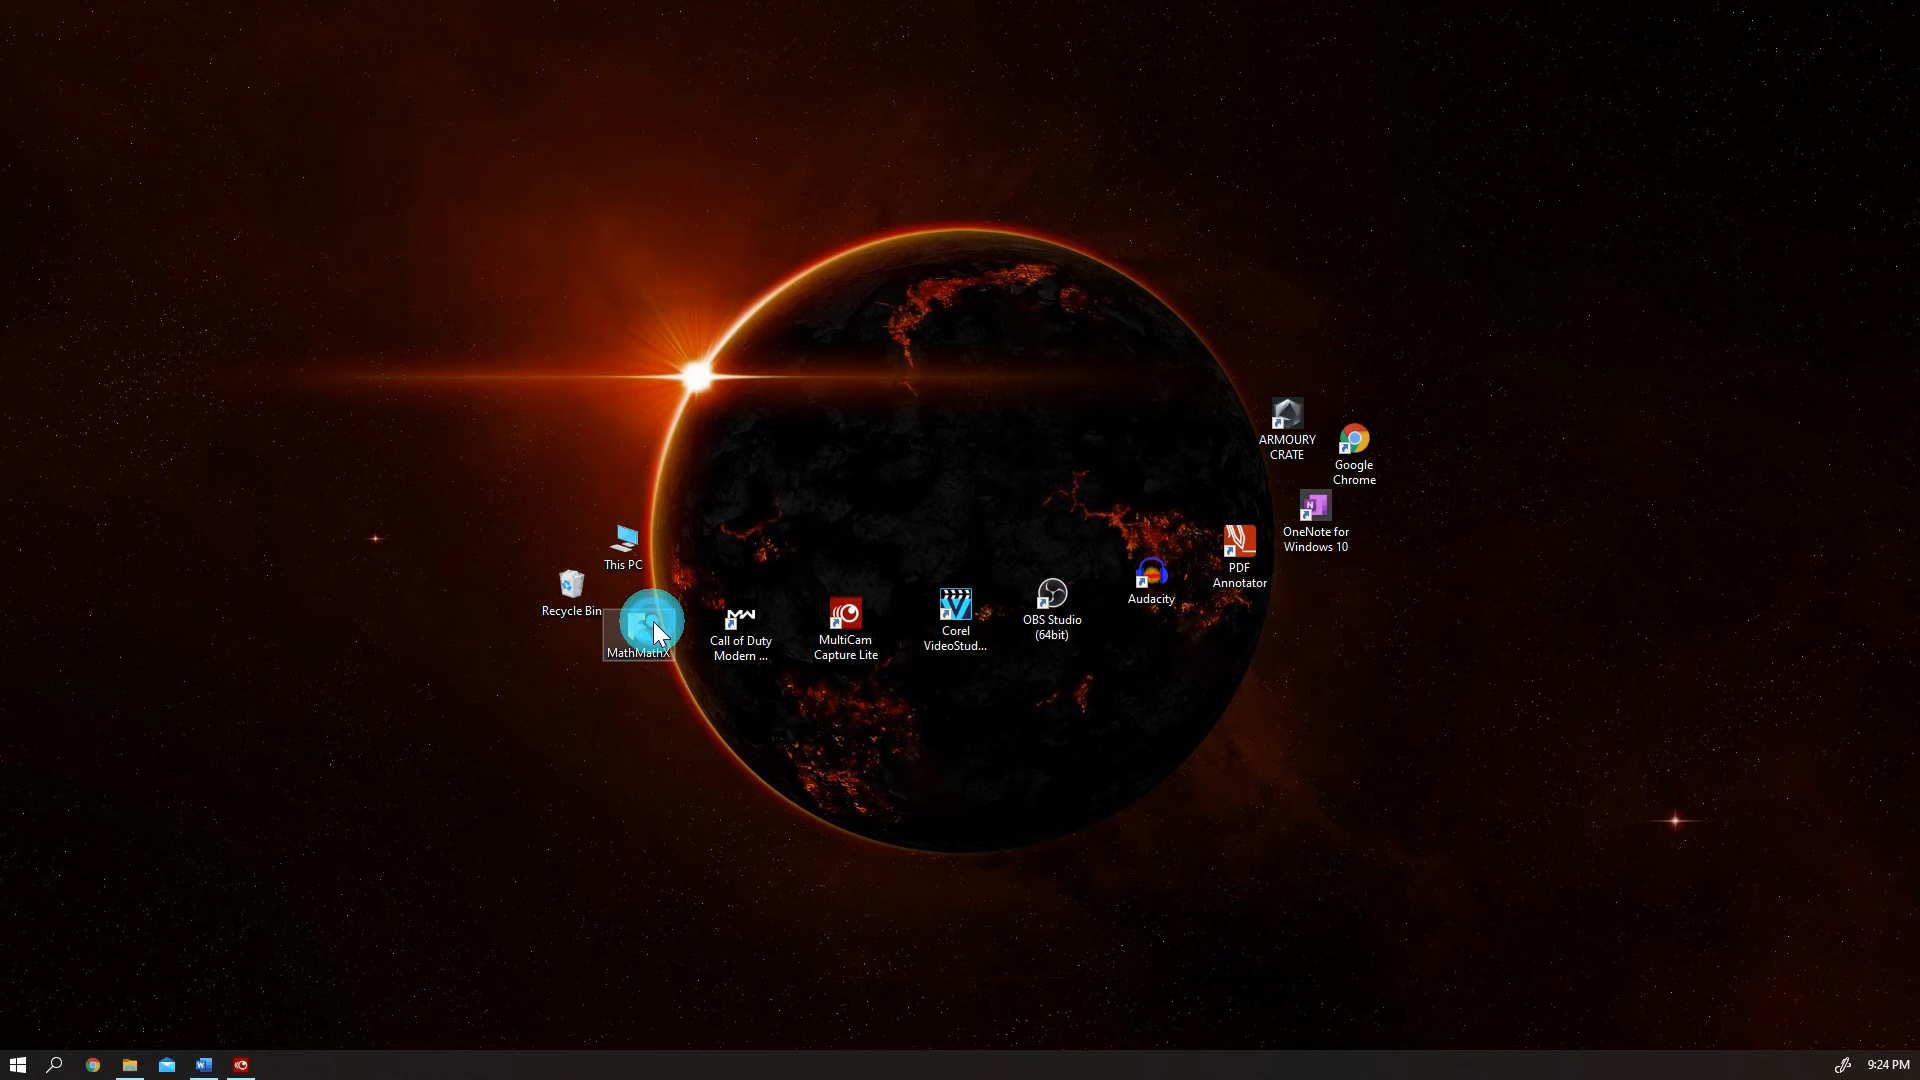 ARMOURY
CRATE
Google
Chrome
OneNote for
Windows 10
This PC
PDF
Annotator
Recycle Bin
Audacity
MathMathX
Call of Duty
Modern ...
MultiCam
Capture Lite
Corel
VideoStud...
OBS Studio
(64bit)
9:24 PM